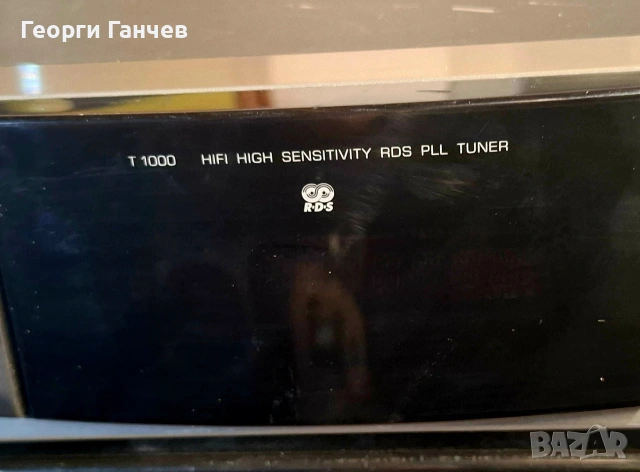 Георги Ганчев
T 1000 HIFI HIGH SENSITIVITY RDS PLL TUNER
R·D·S
BAZAR